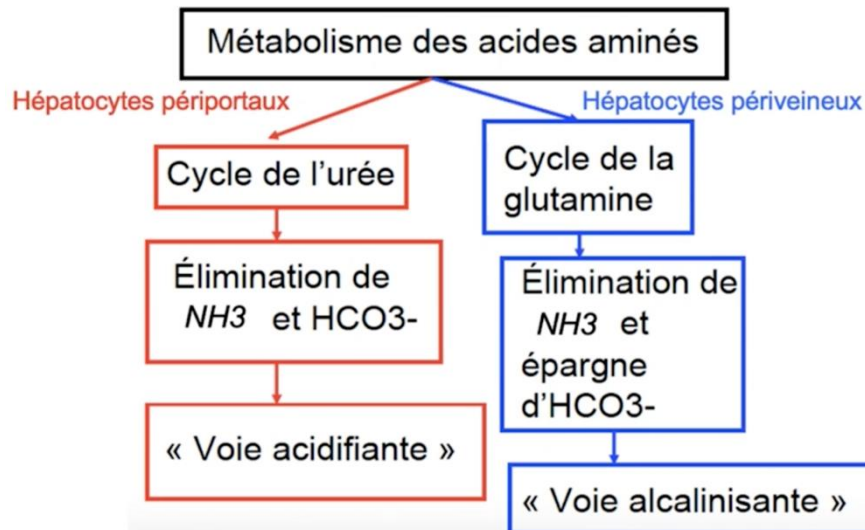 Métabolisme des acides aminés
Hépatocytes périportaux
Hépatocytes périveineux
Cycle de l'urée
Cycle de la
glutamine
Élimination de
NH3 et HCO3-
Élimination de
NH3 et
épargne
d'HCO3-
« Voie acidifiante »
« Voie alcalinisante »